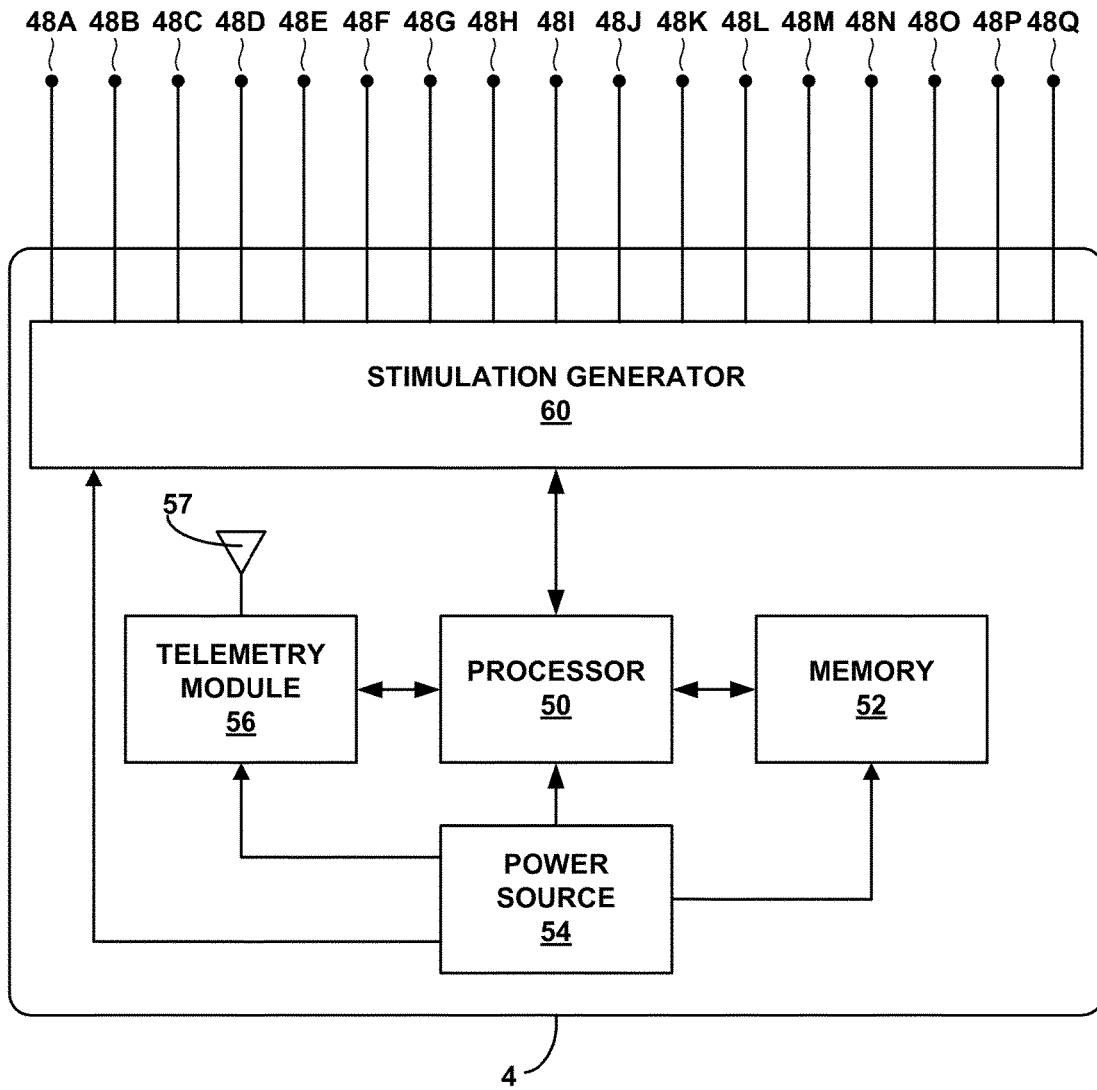 48A 48B 48C 48D 48E 48F 48G 48H 48I 48J 48K 48L 48M 48N 48O 48P 48Q
STIMULATION GENERATOR
60
57
TELEMETRY
MODULE
56
PROCESSOR
50
MEMORY
52
POWER
SOURCE
54
4